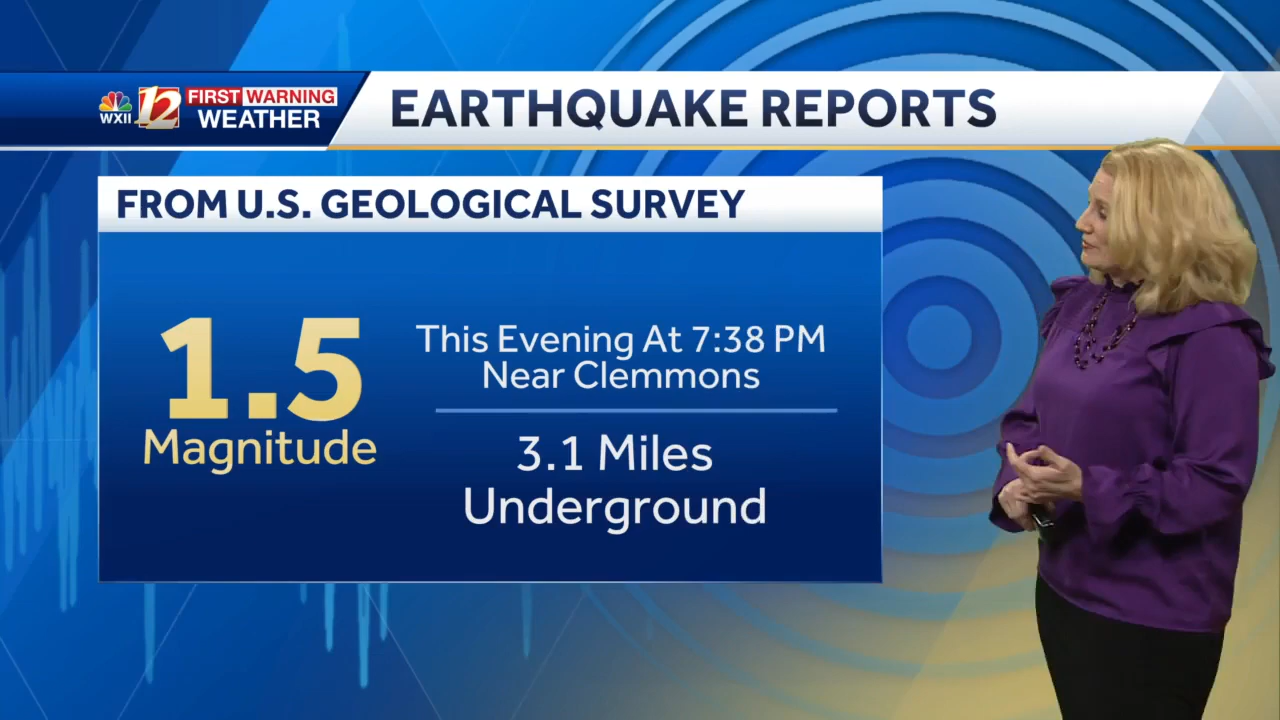 WXII 12 FIRST WARNING
WEATHER
EARTHQUAKE REPORTS
FROM U.S. GEOLOGICAL SURVEY
1.5
Magnitude
This Evening At 7:38 PM
Near Clemmons
3.1 Miles
Underground